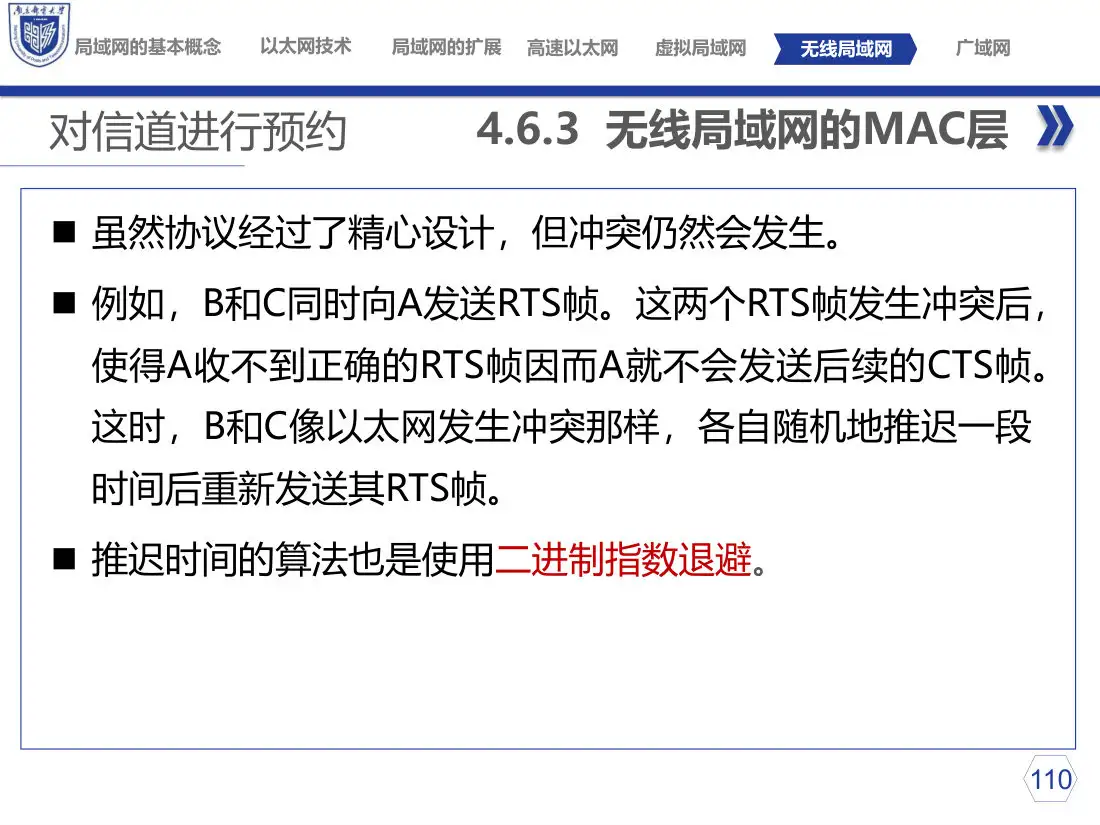 南京邮电大学
局域网的基本概念 以太网技术 局域网的扩展 高速以太网 虚拟局域网 无线局域网 广域网
对信道进行预约 4.6.3 无线局域网的MAC层
■ 虽然协议经过了精心设计，但冲突仍然会发生。
■ 例如，B和C同时向A发送RTS帧。这两个RTS帧发生冲突后，
使得A收不到正确的RTS帧因而A就不会发送后续的CTS帧。
这时，B和C像以太网发生冲突那样，各自随机地推迟一段
时间后重新发送其RTS帧。
■ 推迟时间的算法也是使用二进制指数退避。
110